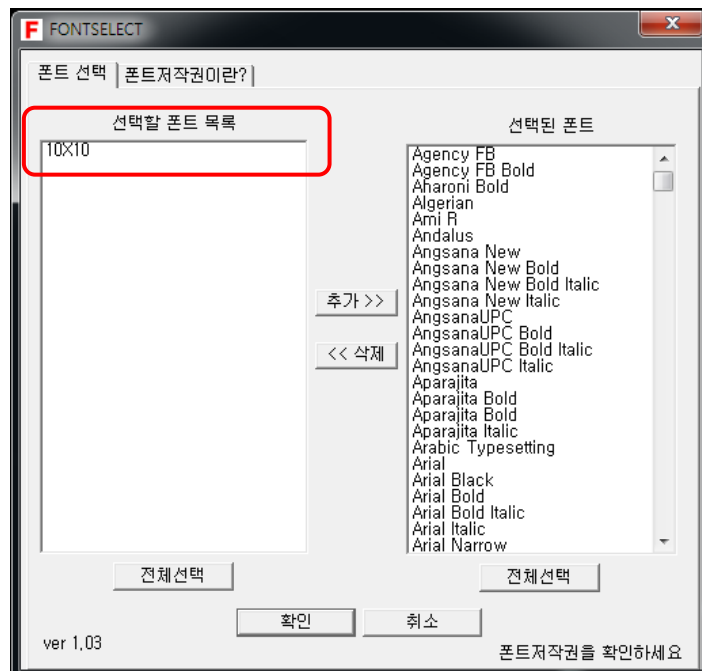 F FONTSELECT
X
폰트 선택
폰트저작권이란?
선택할 폰트 목록
10X10
추가 >>
<< 삭제
선택된 폰트
Agency FB
Agency FB Bold
Aharoni Bold
Algerian
Ami R
Andalus
Angsana New
Angsana New Bold
Angsana New Bold Italic
Angsana New Italic
AngsanaUPC
AngsanaUPC Bold
AngsanaUPC Bold Italic
AngsanaUPC Italic
Aparajita
Aparajita Bold
Aparajita Bold
Aparajita Italic
Arabic Typesetting
Arial
Arial Black
Arial Bold
Arial Bold Italic
Arial Italic
Arial Narrow
전체선택
전체선택
확인
취소
ver 1,03
폰트저작권을 확인하세요